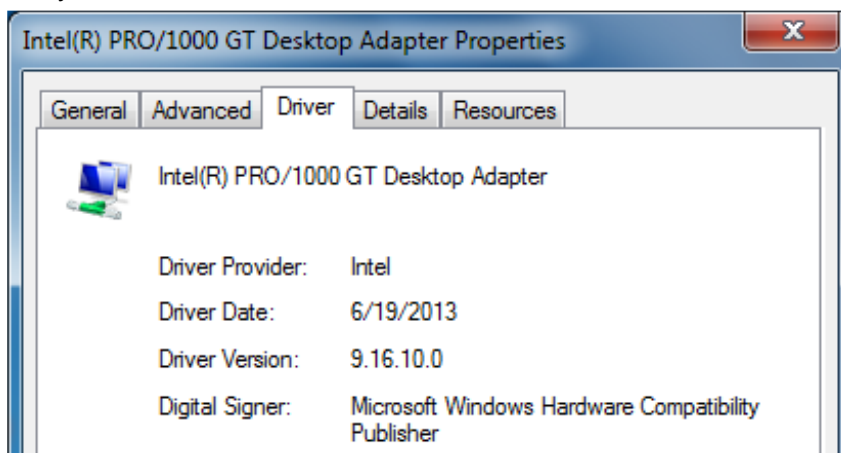 Intel(R) PRO/1000 GT Desktop Adapter Properties
General Advanced Driver Details Resources
Intel(R) PRO/1000 GT Desktop Adapter
Driver Provider: Intel
Driver Date: 6/19/2013
Driver Version: 9.16.10.0
Digital Signer: Microsoft Windows Hardware Compatibility
Publisher